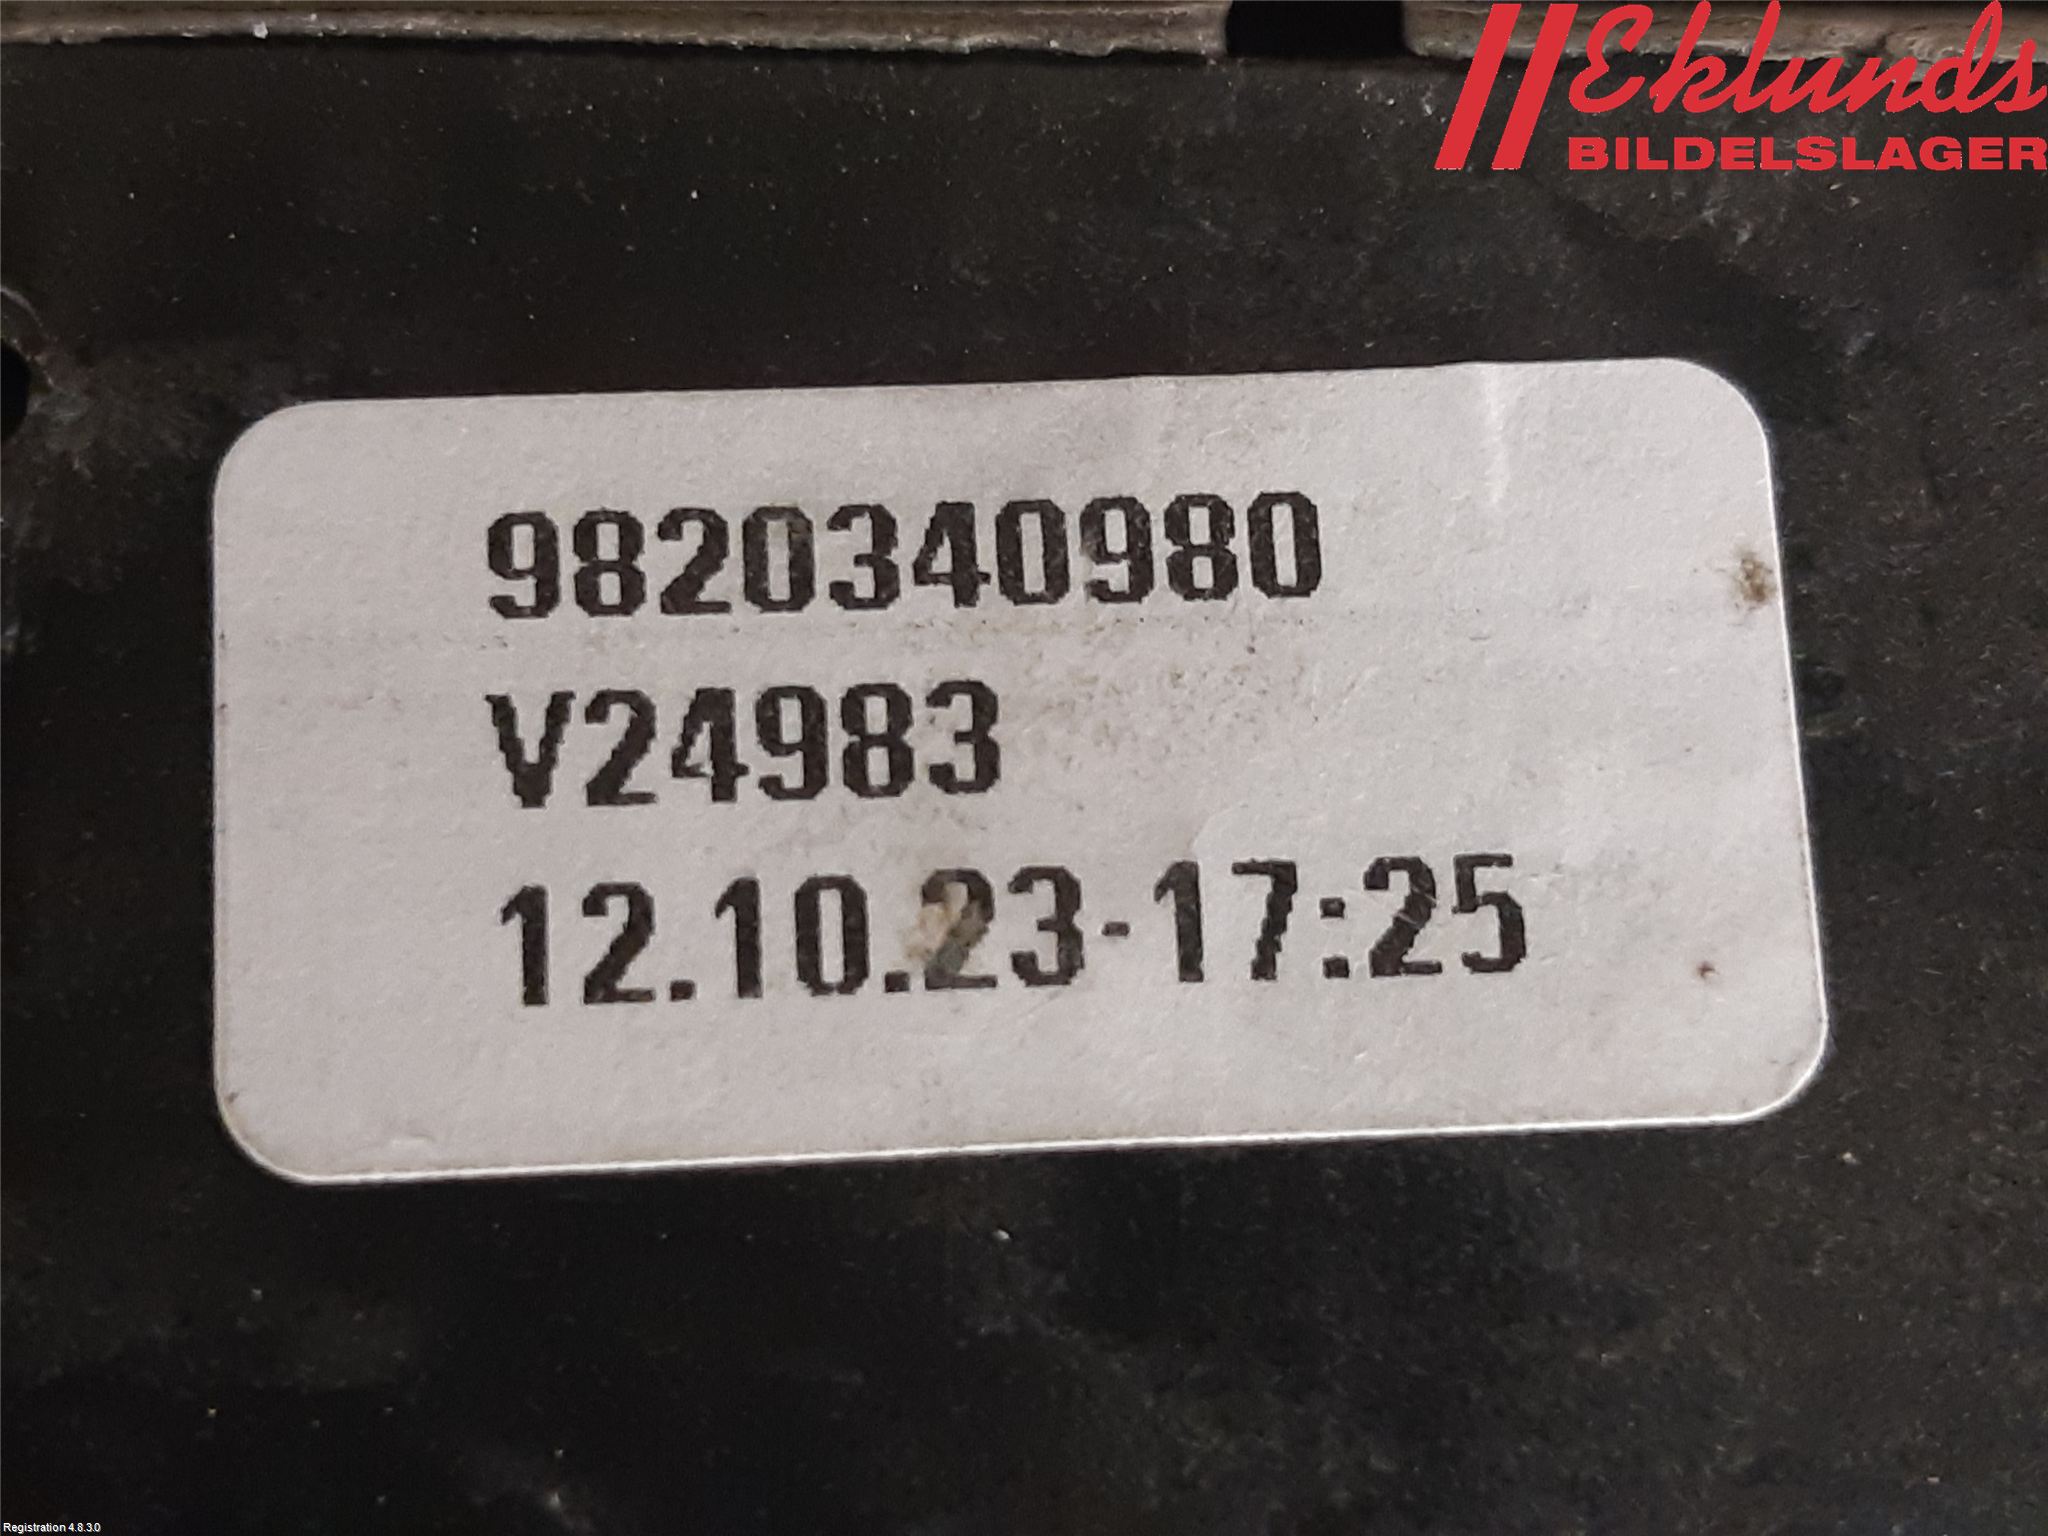 Eklunds
BILDELSLAGER
9820340980
V24983
12.10.23-17:25
Registration 4.8.3.0